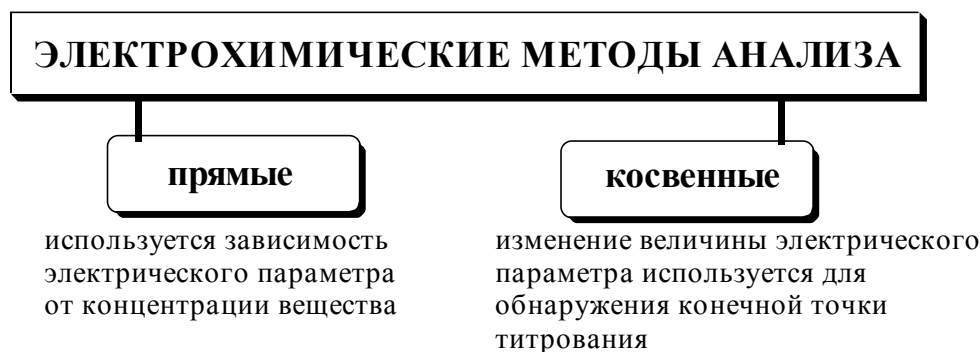 ЭЛЕКТРОХИМИЧЕСКИЕ МЕТОДЫ АНАЛИЗА
прямые
используется зависимость
электрического параметра
от концентрации вещества
косвенные
изменение величины электрического
параметра используется для
обнаружения конечной точки
титрования